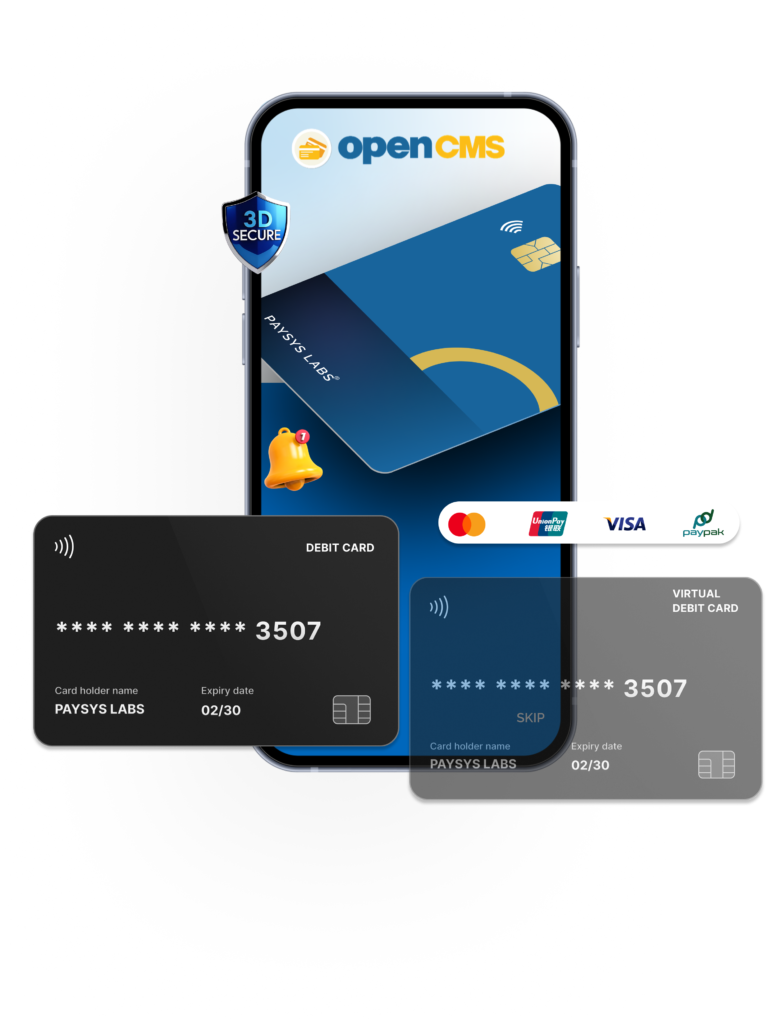 openCMS
3D
SECURE
PAYSYS LABS®
1
UnionPay
银联
VISA
paypak
DEBIT CARD
**** **** **** 3507
Card holder name
Expiry date
PAYSYS LABS
02/30
VIRTUAL
DEBIT CARD
**** **** **** 3507
SKIP
Card holder name
Expiry date
PAYSYS LABS
02/30